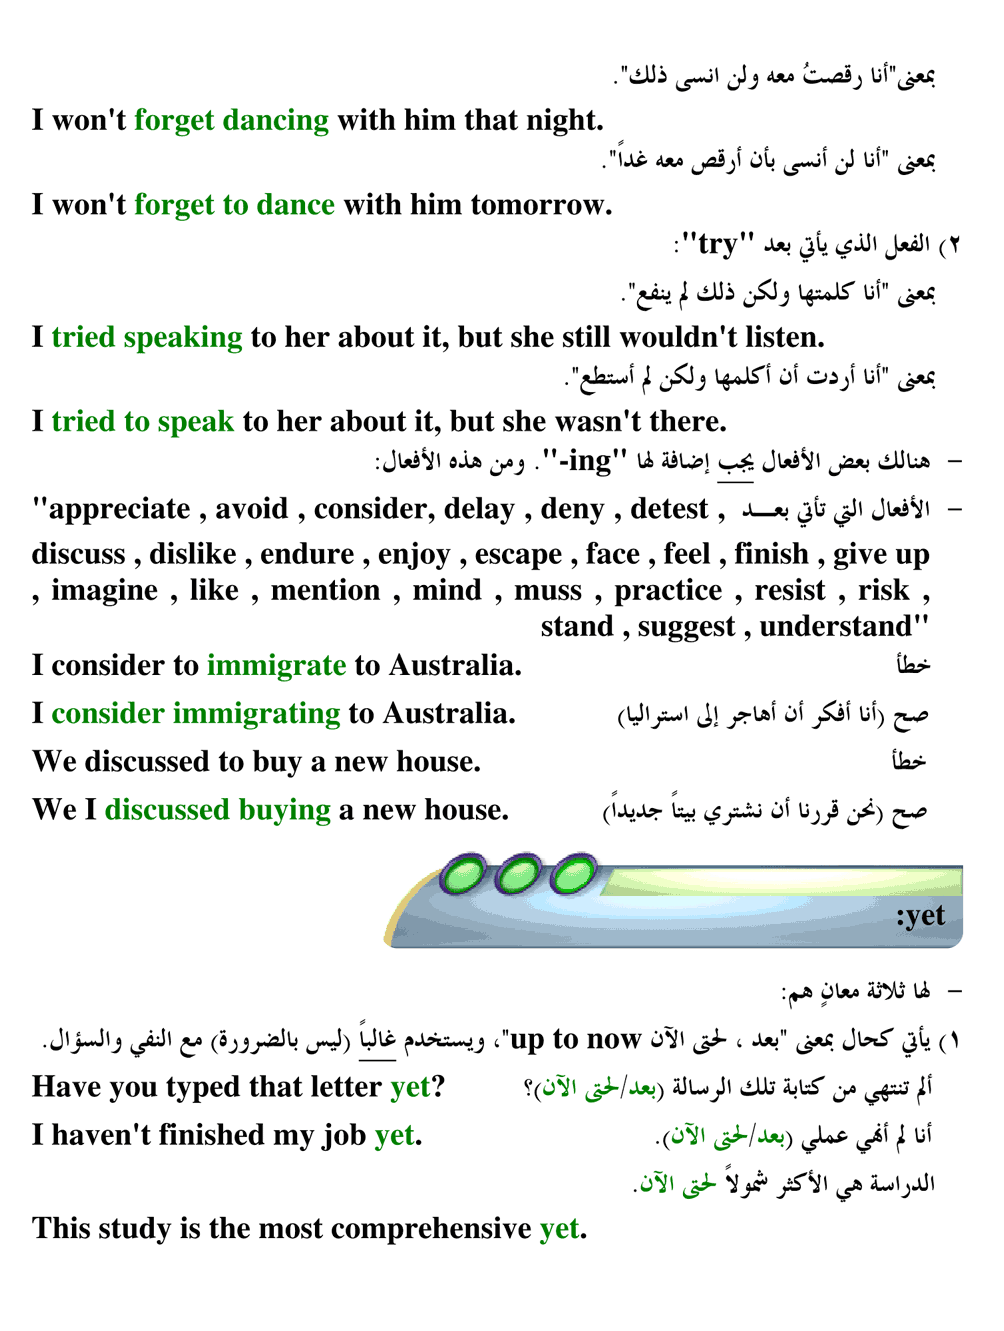 بمعنى"أنا رقصتُ معه ولن انسى ذلك".
I won't forget dancing with him that night.
بمعنى "أنا لن أنسى بأن أرقص معه غداً".
I won't forget to dance with him tomorrow.
٢) الفعل الذي يأتي بعد "try":
بمعنى "أنا كلمتها ولكن ذلك لم ينفع".
I tried speaking to her about it, but she still wouldn't listen.
بمعنى "أنا أردت أن أكلمها ولكن لم أستطع".
I tried to speak to her about it, but she wasn't there.
– هنالك بعض الأفعال يجب إضافة لها "-ing". ومن هذه الأفعال:
– الأفعال التي تأتي بعـــد "appreciate , avoid , consider, delay , deny , detest ,
discuss , dislike , endure , enjoy , escape , face , feel , finish , give up
, imagine , like , mention , mind , muss , practice , resist , risk ,
stand , suggest , understand"
I consider to immigrate to Australia. خطأ
I consider immigrating to Australia. صح (أنا أفكر أن أهاجر إلى استراليا)
We discussed to buy a new house. خطأ
We I discussed buying a new house. صح (نحن قررنا أن نشتري بيتاً جديداً)
yet:
– لها ثلاثة معانٍ هم:
١) يأتي كحال بمعنى "بعد ، لحتى الآن up to now"، ويستخدم غالباً (ليس بالضرورة) مع النفي والسؤال.
Have you typed that letter yet? ألم تنتهي من كتابة تلك الرسالة (بعد/لحتى الآن)؟
I haven't finished my job yet. أنا لم أنهي عملي (بعد/لحتى الآن).
الدراسة هي الأكثر شمولاً لحتى الآن.
This study is the most comprehensive yet.